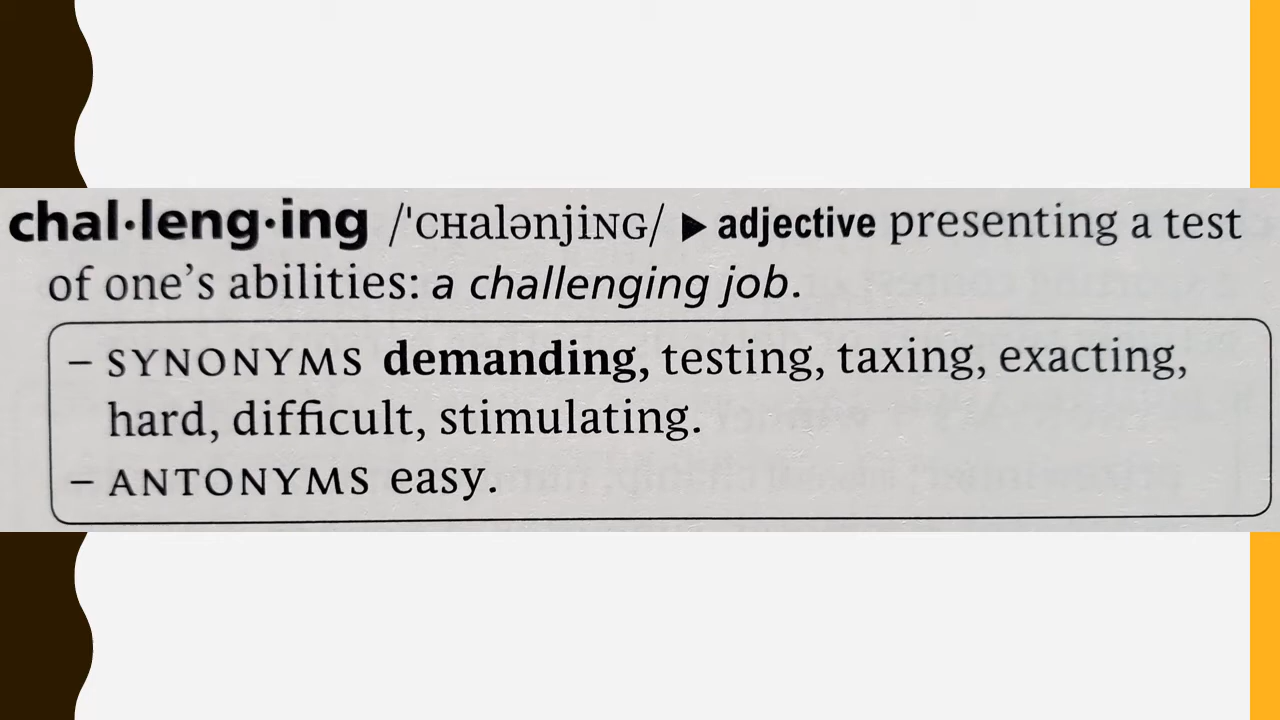 chal·leng·ing /ˈCHalənjiNG/ ▶ adjective presenting a test
of one’s abilities: a challenging job.
– SYNONYMS demanding, testing, taxing, exacting,
hard, difficult, stimulating.
– ANTONYMS easy.